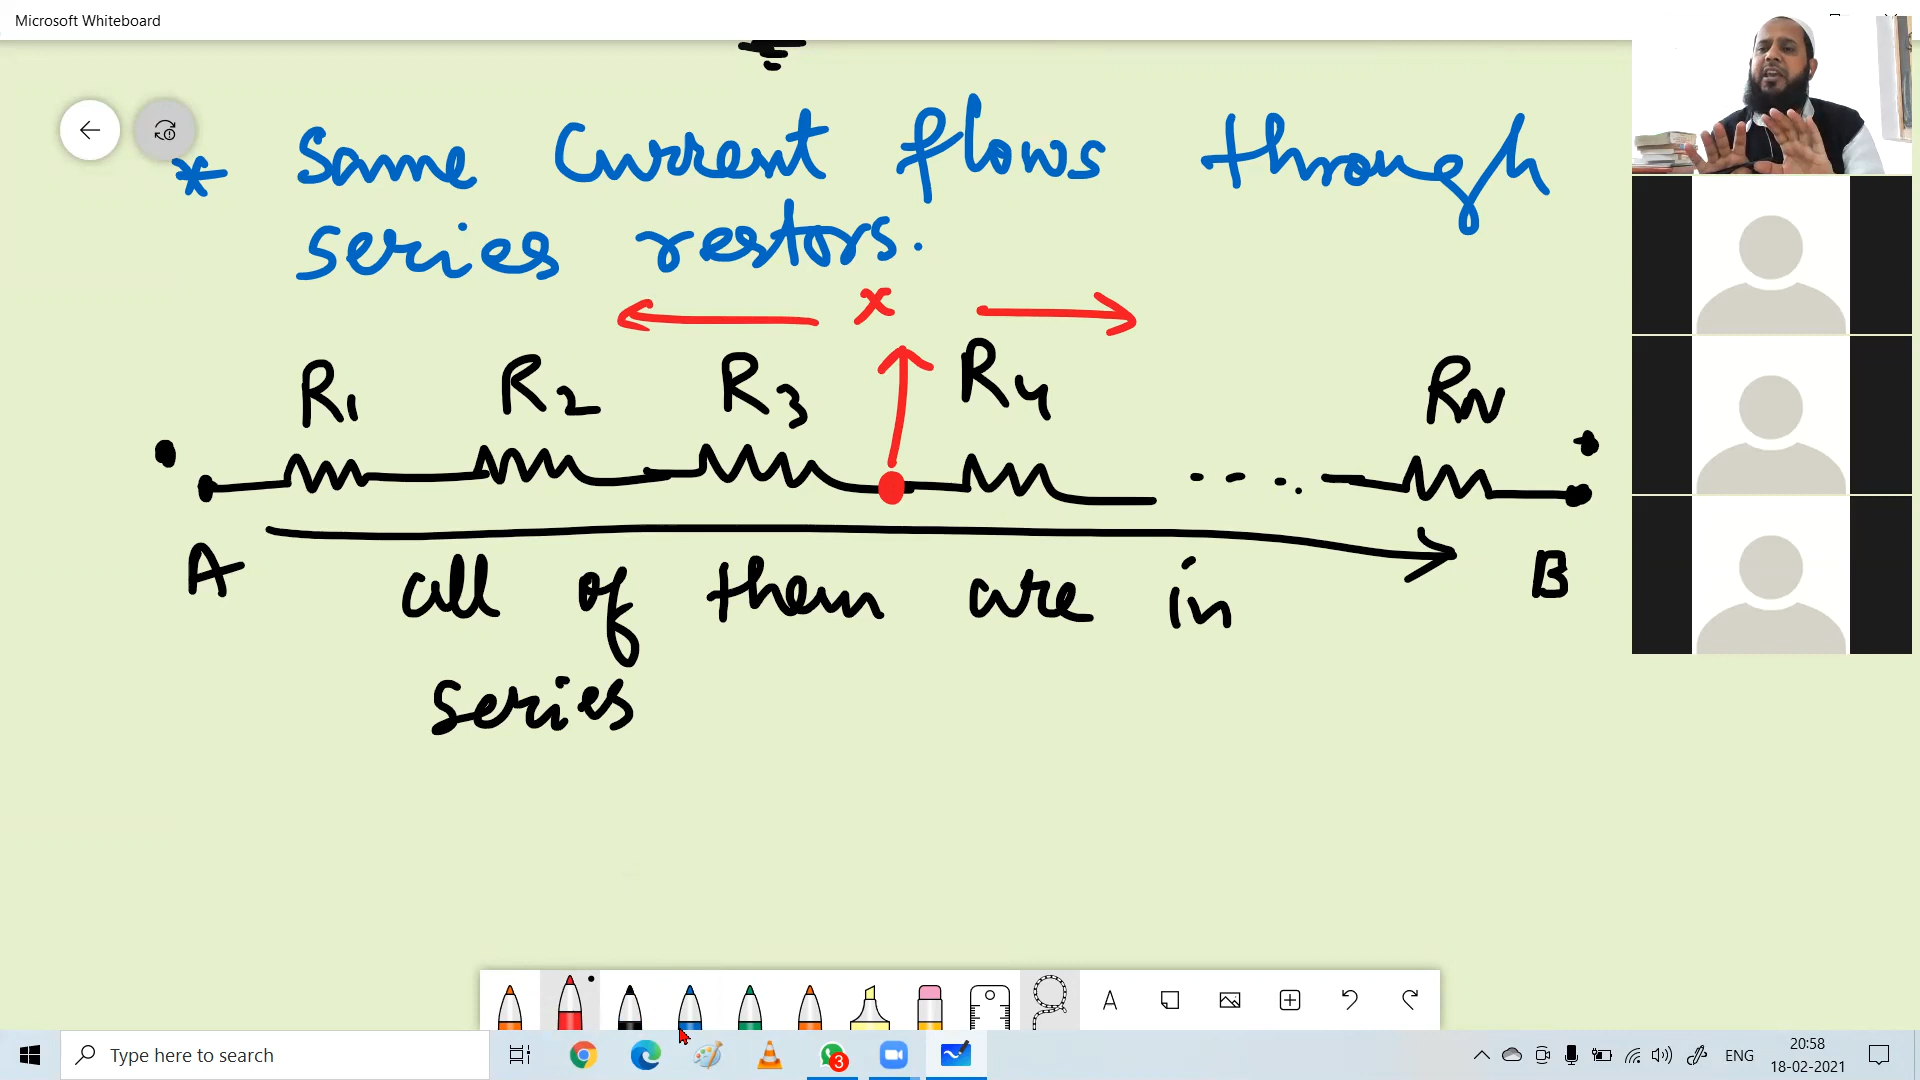 Microsoft Whiteboard
* Same Current flows through
series restors.
x
R1 R2 R3 R4 RN
A B
all of them are in
series
A
3
Type here to search
ENG
20:58
18-02-2021